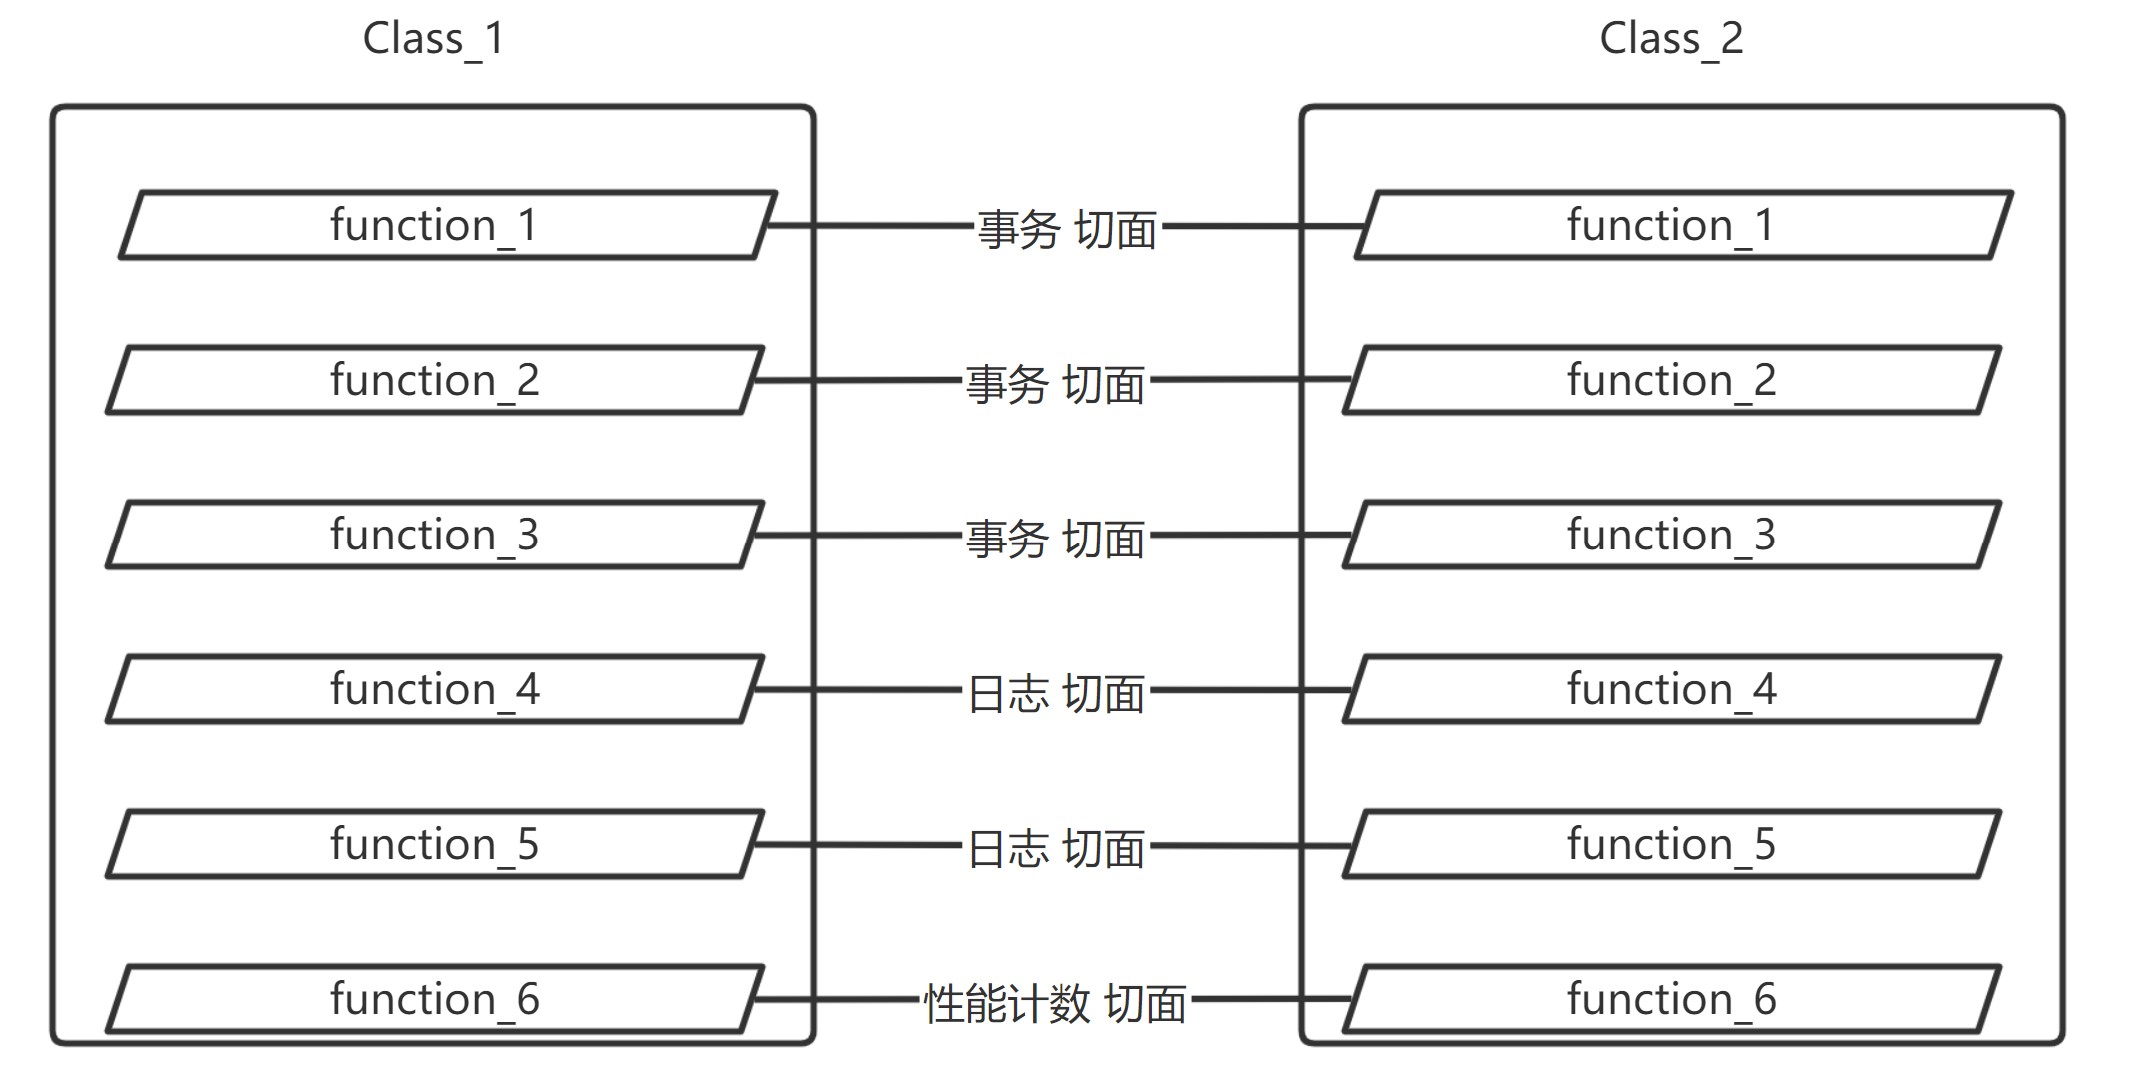 Class_1
Class_2
function_1
事务 切面
function_1
function_2
事务 切面
function_2
function_3
事务 切面
function_3
function_4
日志 切面
function_4
function_5
日志 切面
function_5
function_6
性能计数 切面
function_6